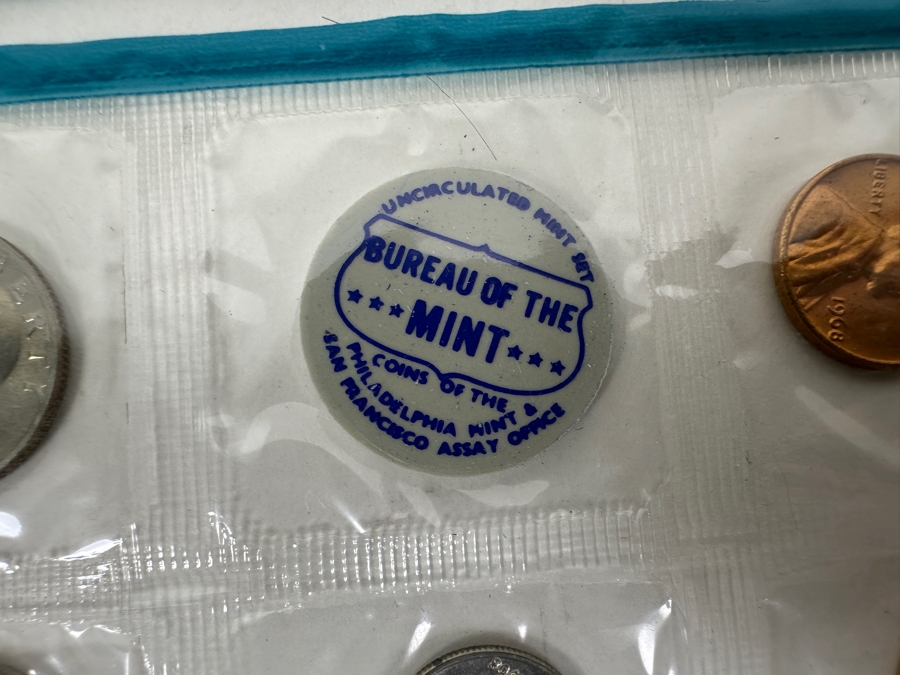 UNCIRCULATED MINT SET
BUREAU OF THE
MINT
COINS OF THE
PHILADELPHIA MINT &
SAN FRANCISCO ASSAY OFFICE
LIBERTY
1968